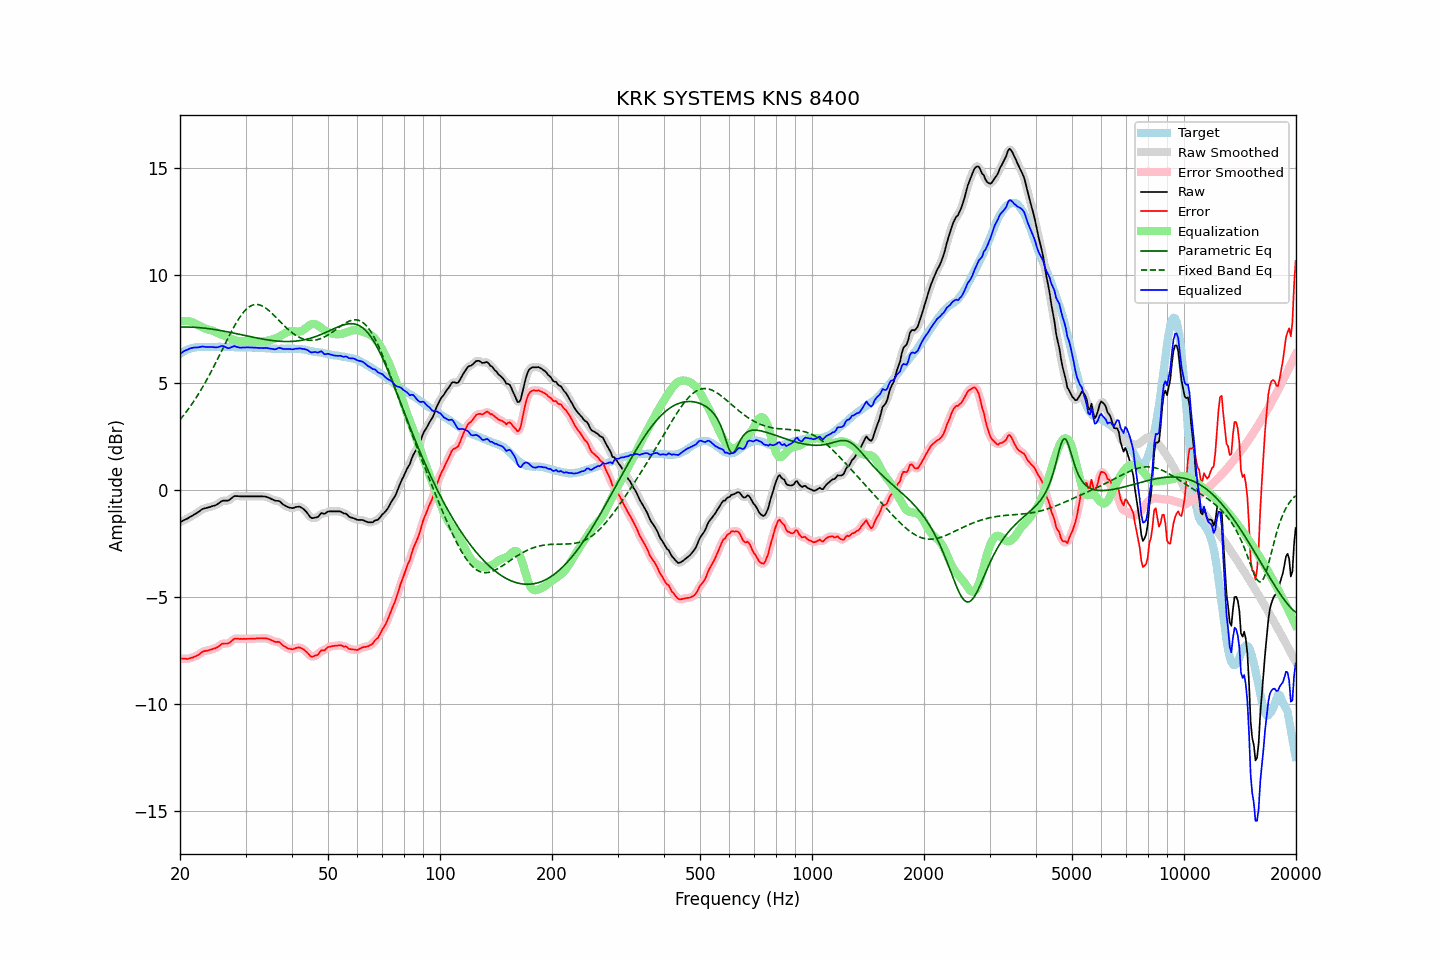 KRK SYSTEMS KNS 8400
Target
Raw Smoothed
Error Smoothed
Raw
Error
Equalization
Parametric Eq
Fixed Band Eq
Equalized
Amplitude (dBr)
15
10
5
0
−5
−10
−15
20 50 100 200 500 1000 2000 5000 10000 20000
Frequency (Hz)